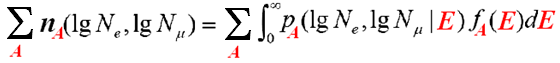 ∑_A n_A(lg N_e, lg N_μ) = ∑_A ∫_0^∞ p_A(lg N_e, lg N_μ | E) f_A(E) dE